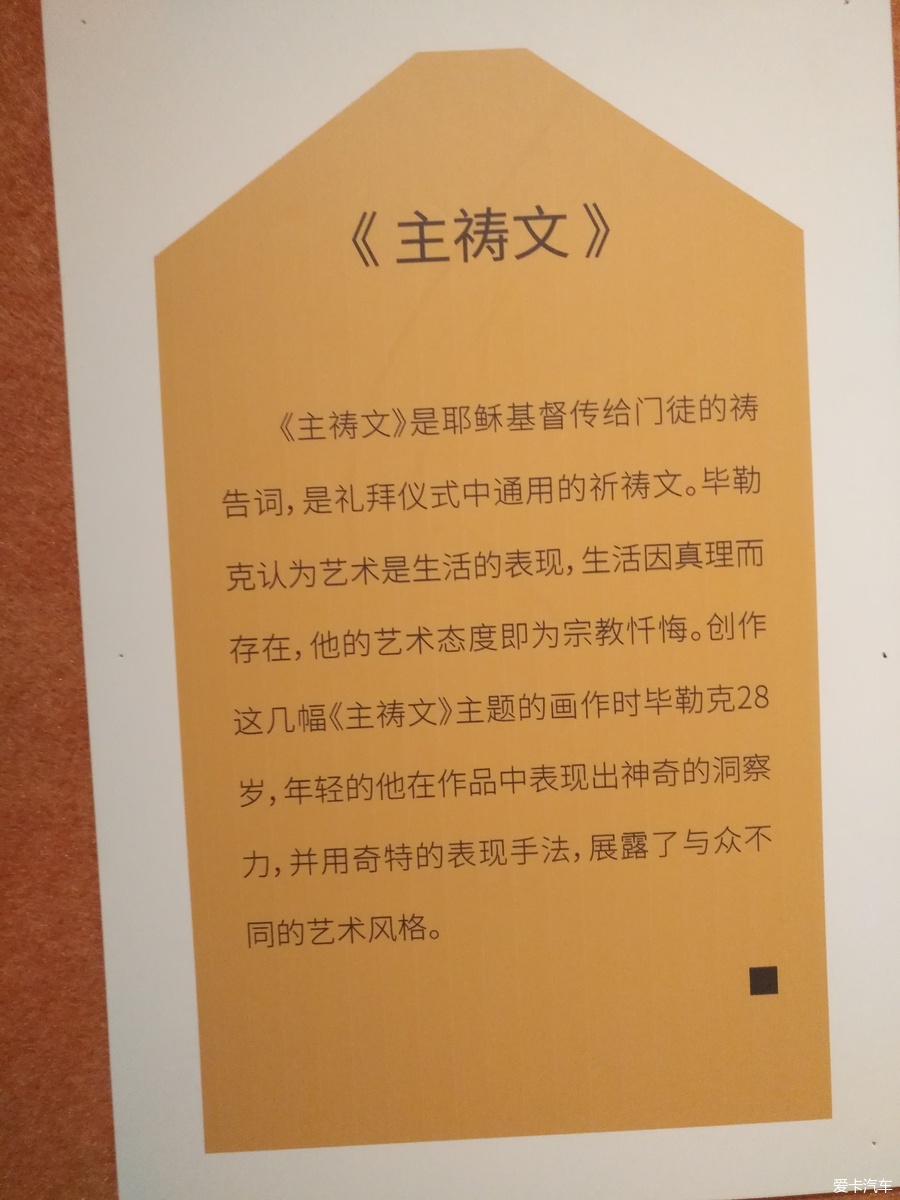 《主祷文》
《主祷文》是耶稣基督传给门徒的祷
告词，是礼拜仪式中通用的祈祷文。毕勒
克认为艺术是生活的表现，生活因真理而
存在，他的艺术态度即为宗教忏悔。创作
这几幅《主祷文》主题的画作时毕勒克28
岁，年轻的他在作品中表现出神奇的洞察
力，并用奇特的表现手法，展露了与众不
同的艺术风格。
爱卡汽车